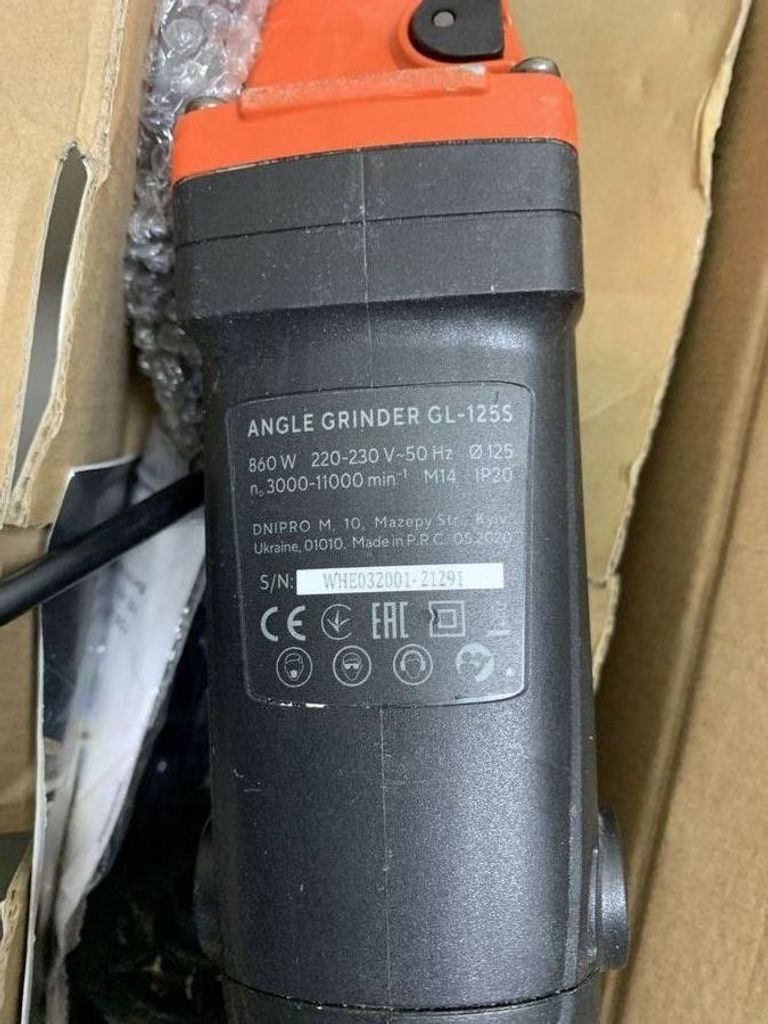 ANGLE GRINDER GL-125S
860 W 220-230 V~50 Hz Ø 125
n₀ 3000-11000 min⁻¹ M14 IP20
DNIPRO M, 10, Mazepy Str., Kyiv,
Ukraine, 01010. Made in P.R.C 05.2020
S/N: WHE032001-21291
CE EAC